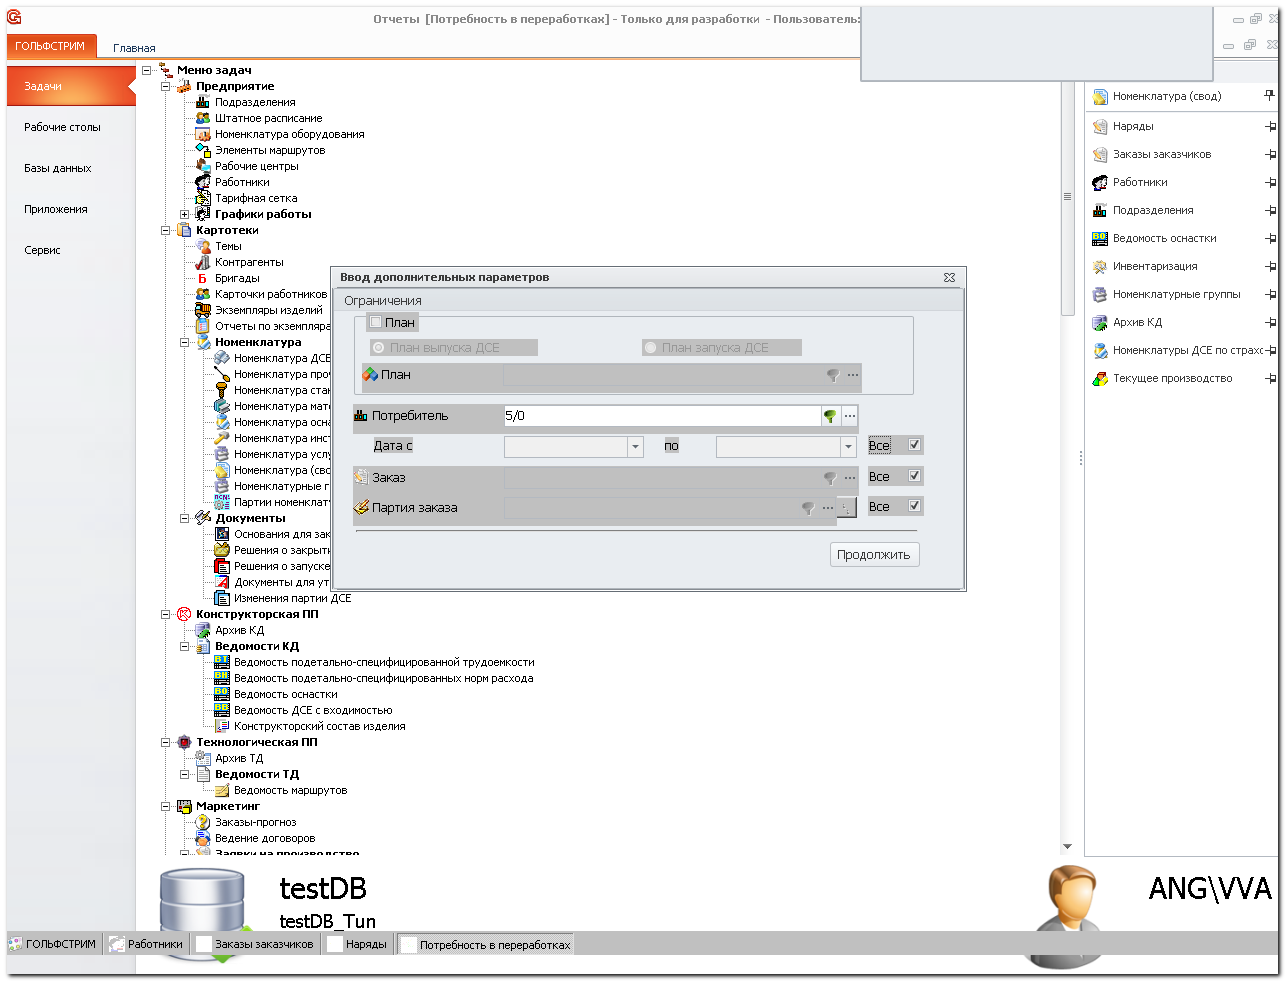 Отчеты [Потребность в переработках] - Только для разработки - Пользователь:
ГОЛЬФСТРИМ
Главная
Задачи
Рабочие столы
Базы данных
Приложения
Сервис
Меню задач
Предприятие
Подразделения
Штатное расписание
Номенклатура оборудования
Элементы маршрутов
Рабочие центры
Работники
Тарифная сетка
Графики работы
Картотеки
Темы
Контрагенты
Бригады
Карточки работников
Экземпляры изделий
Отчеты по экземпляра
Номенклатура
Номенклатура ДСЕ
Номенклатура проч
Номенклатура стан
Номенклатура мат
Номенклатура осна
Номенклатура инс
Номенклатура услу
Номенклатура (сво
Номенклатурные г
Партии номенклат
Документы
Основания для зак
Решения о закрыт
Решения о запуске
Документы для ут
Изменения партии ДСЕ
Конструкторская ПП
Архив КД
Ведомости КД
Ведомость подетально-специфицированной трудоемкости
Ведомость подетально-специфицированных норм расхода
Ведомость оснастки
Ведомость ДСЕ с входимостью
Конструкторский состав изделия
Технологическая ПП
Архив ТД
Ведомости ТД
Ведомость маршрутов
Маркетинг
Заказы-прогноз
Ведение договоров
Заявки на производство
Ввод дополнительных параметров
Ограничения
План
План выпуска ДСЕ
План запуска ДСЕ
План
Потребитель 5/0
Дата с по Все
Заказ Все
Партия заказа Все
Продолжить
Номенклатура (свод)
Наряды
Заказы заказчиков
Работники
Подразделения
Ведомость оснастки
Инвентаризация
Номенклатурные группы
Архив КД
Номенклатуры ДСЕ по страхс
Текущее производство
testDB
testDB_Tun
ANG\VVA
ГОЛЬФСТРИМ
Работники
Заказы заказчиков
Наряды
Потребность в переработках